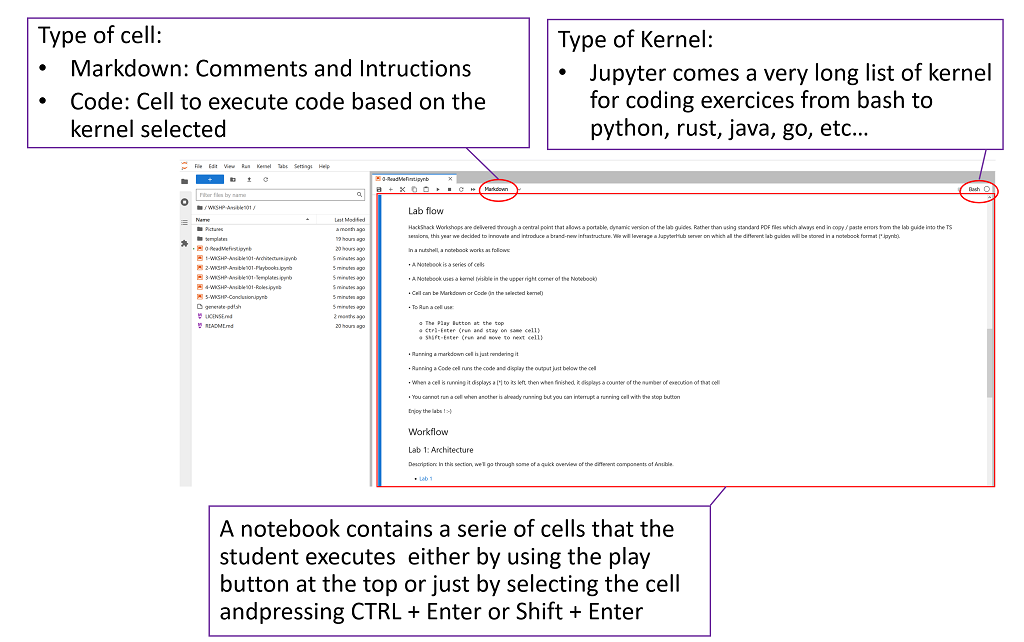 Type of cell:
• Markdown: Comments and Intructions
• Code: Cell to execute code based on the
kernel selected
Type of Kernel:
• Jupyter comes a very long list of kernel
for coding exercices from bash to
python, rust, java, go, etc…
File Edit View Run Kernel Tabs Settings Help
+
Filter files by name
/ WKSHP-Ansible101 /
Name Last Modified
Pictures a month ago
templates 19 hours ago
0-ReadMeFirst.ipynb 20 hours ago
1-WKSHP-Ansible101-Architecture.ipynb 5 minutes ago
2-WKSHP-Ansible101-Playbooks.ipynb 5 minutes ago
3-WKSHP-Ansible101-Templates.ipynb 5 minutes ago
4-WKSHP-Ansible101-Roles.ipynb 5 minutes ago
5-WKSHP-Conclusion.ipynb 5 minutes ago
generate-pdf.sh 5 minutes ago
LICENSE.md 2 months ago
README.md 20 hours ago
0-ReadMeFirst.ipynb
Markdown
Bash
Lab flow
HackShack Workshops are delivered through a central point that allows a portable, dynamic version of the lab guides. Rather than using standard PDF files which always end in copy / paste errors from the lab guide into the TS
sessions, this year we decided to innovate and introduce a brand-new infrastructure. We will leverage a JupyterHub server on which all the different lab guides will be stored in a notebook format (*.ipynb).
In a nutshell, a notebook works as follows:
• A Notebook is a series of cells
• A Notebook uses a kernel (visible in the upper right corner of the Notebook)
• Cell can be Markdown or Code (in the selected kernel)
• To Run a cell use:
o The Play Button at the top
o Ctrl-Enter (run and stay on same cell)
o Shift-Enter (run and move to next cell)
• Running a markdown cell is just rendering it
• Running a Code cell runs the code and display the output just below the cell
• When a cell is running it displays a [*] to its left, then when finished, it displays a counter of the number of execution of that cell
• You cannot run a cell when another is already running but you can interrupt a running cell with the stop button
Enjoy the labs ! :-)
Workflow
Lab 1: Architecture
Description: In this section, we'll go through some of a quick overview of the different components of Ansible.
• Lab 1
A notebook contains a serie of cells that the
student executes either by using the play
button at the top or just by selecting the cell
andpressing CTRL + Enter or Shift + Enter